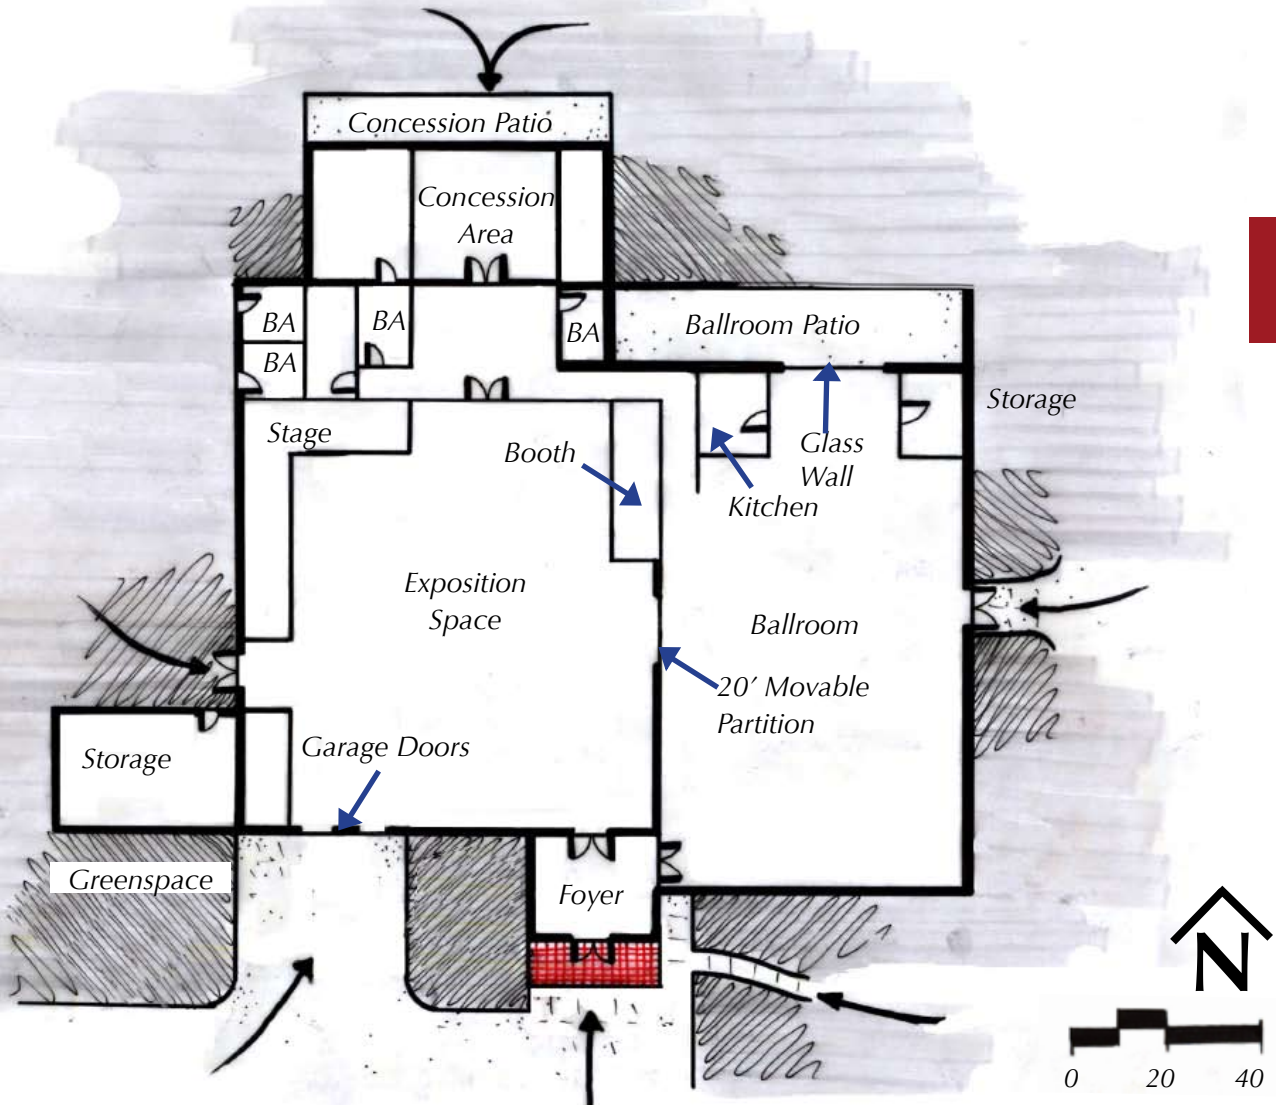 Concession Patio
Concession
Area
BA
BA
BA
BA
Ballroom Patio
Storage
Stage
Booth
Glass
Wall
Kitchen
Exposition
Space
Ballroom
20’ Movable
Partition
Storage
Garage Doors
Greenspace
Foyer
N
0 20 40